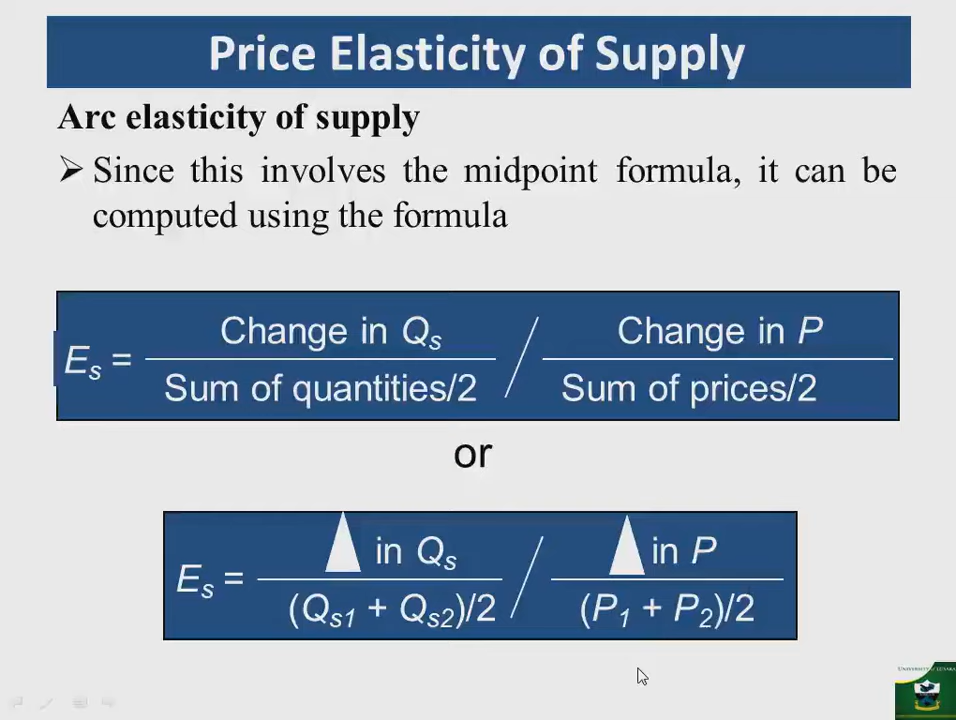 Price Elasticity of Supply
Arc elasticity of supply
➢ Since this involves the midpoint formula, it can be
computed using the formula
Es = Change in Qs / Change in P
Sum of quantities/2 Sum of prices/2
or
Es = ▲ in Qs / ▲ in P
(Qs1 + Qs2)/2 (P1 + P2)/2